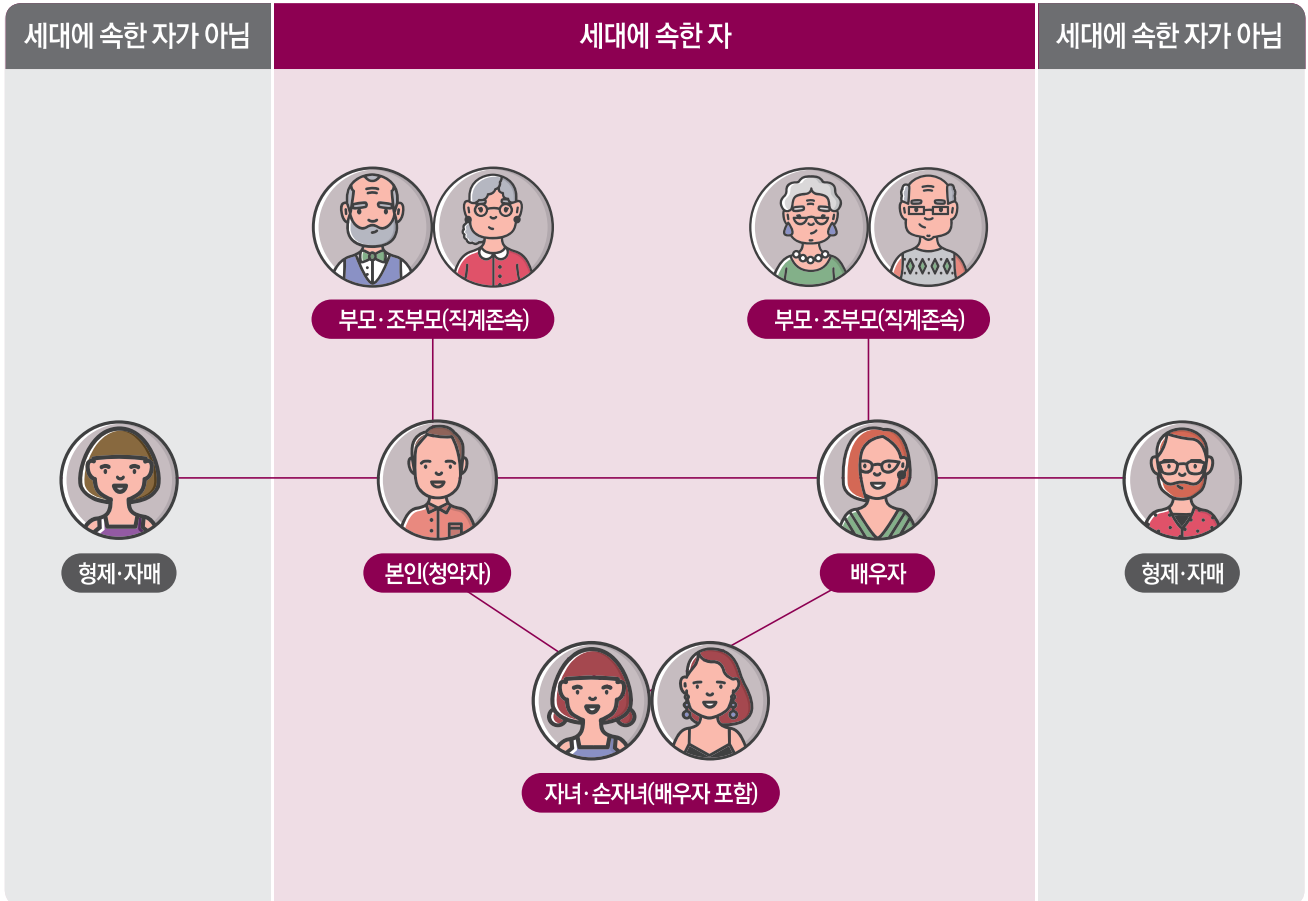 세대에 속한 자가 아님
세대에 속한 자
세대에 속한 자가 아님
부모·조부모(직계존속)
부모·조부모(직계존속)
형제·자매
본인(청약자)
배우자
형제·자매
자녀·손자녀(배우자 포함)